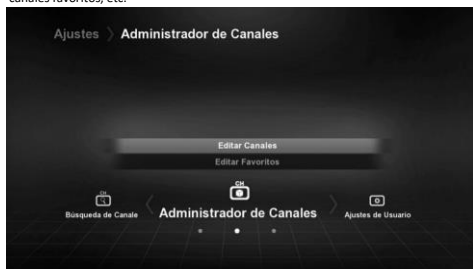 canales favoritos, etc.
Ajustes 〉 Administrador de Canales
Editar Canales
Editar Favoritos
CH
CH
Búsqueda de Canale 〈 Administrador de Canales 〉 Ajustes de Usuario